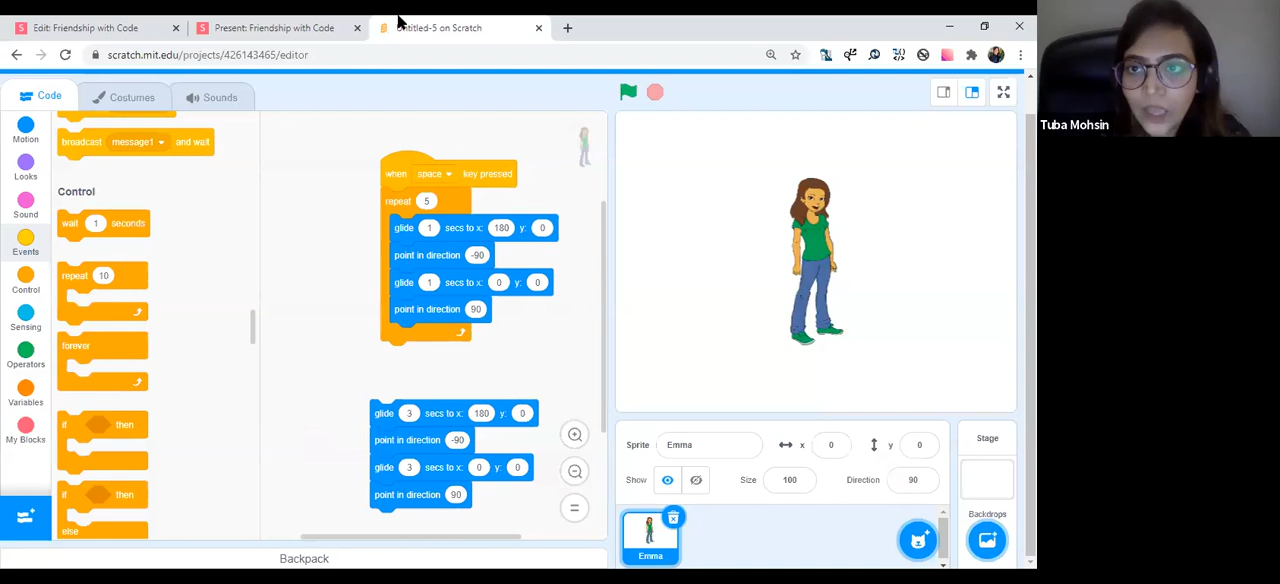 Edit: Friendship with Code
Present: Friendship with Code
Untitled-5 on Scratch
scratch.mit.edu/projects/426143465/editor
Tuba Mohsin
Code
Costumes
Sounds
Motion
Looks
Sound
Events
Control
Sensing
Operators
Variables
My Blocks
broadcast message1 and wait
Control
wait 1 seconds
repeat 10
forever
if then
if then
else
when space key pressed
repeat 5
glide 1 secs to x: 180 y: 0
point in direction -90
glide 1 secs to x: 0 y: 0
point in direction 90
glide 3 secs to x: 180 y: 0
point in direction -90
glide 3 secs to x: 0 y: 0
point in direction 90
Backpack
Sprite Emma x 0 y 0
Show Size 100 Direction 90
Emma
Stage
Backdrops